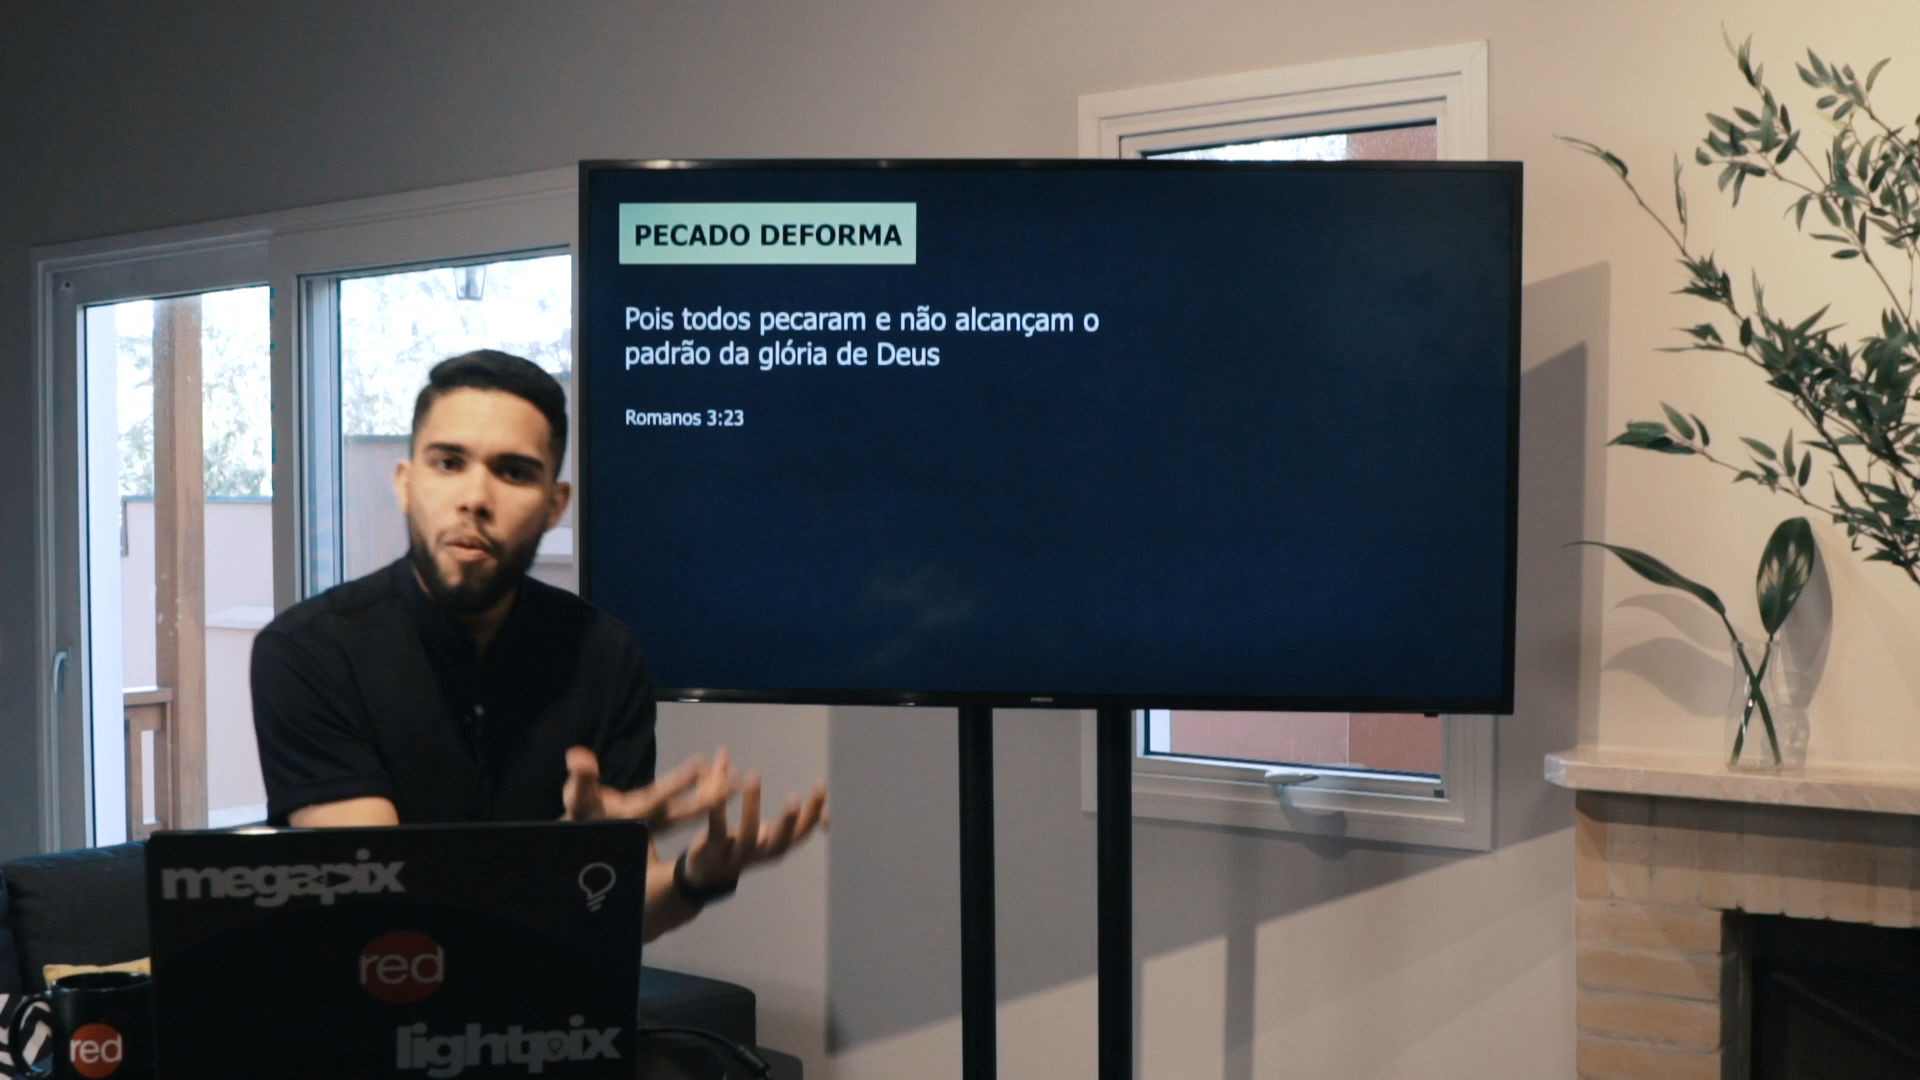 PECADO DEFORMA
Pois todos pecaram e não alcançam o
padrão da glória de Deus
Romanos 3:23
megapix
red
lightpix
red